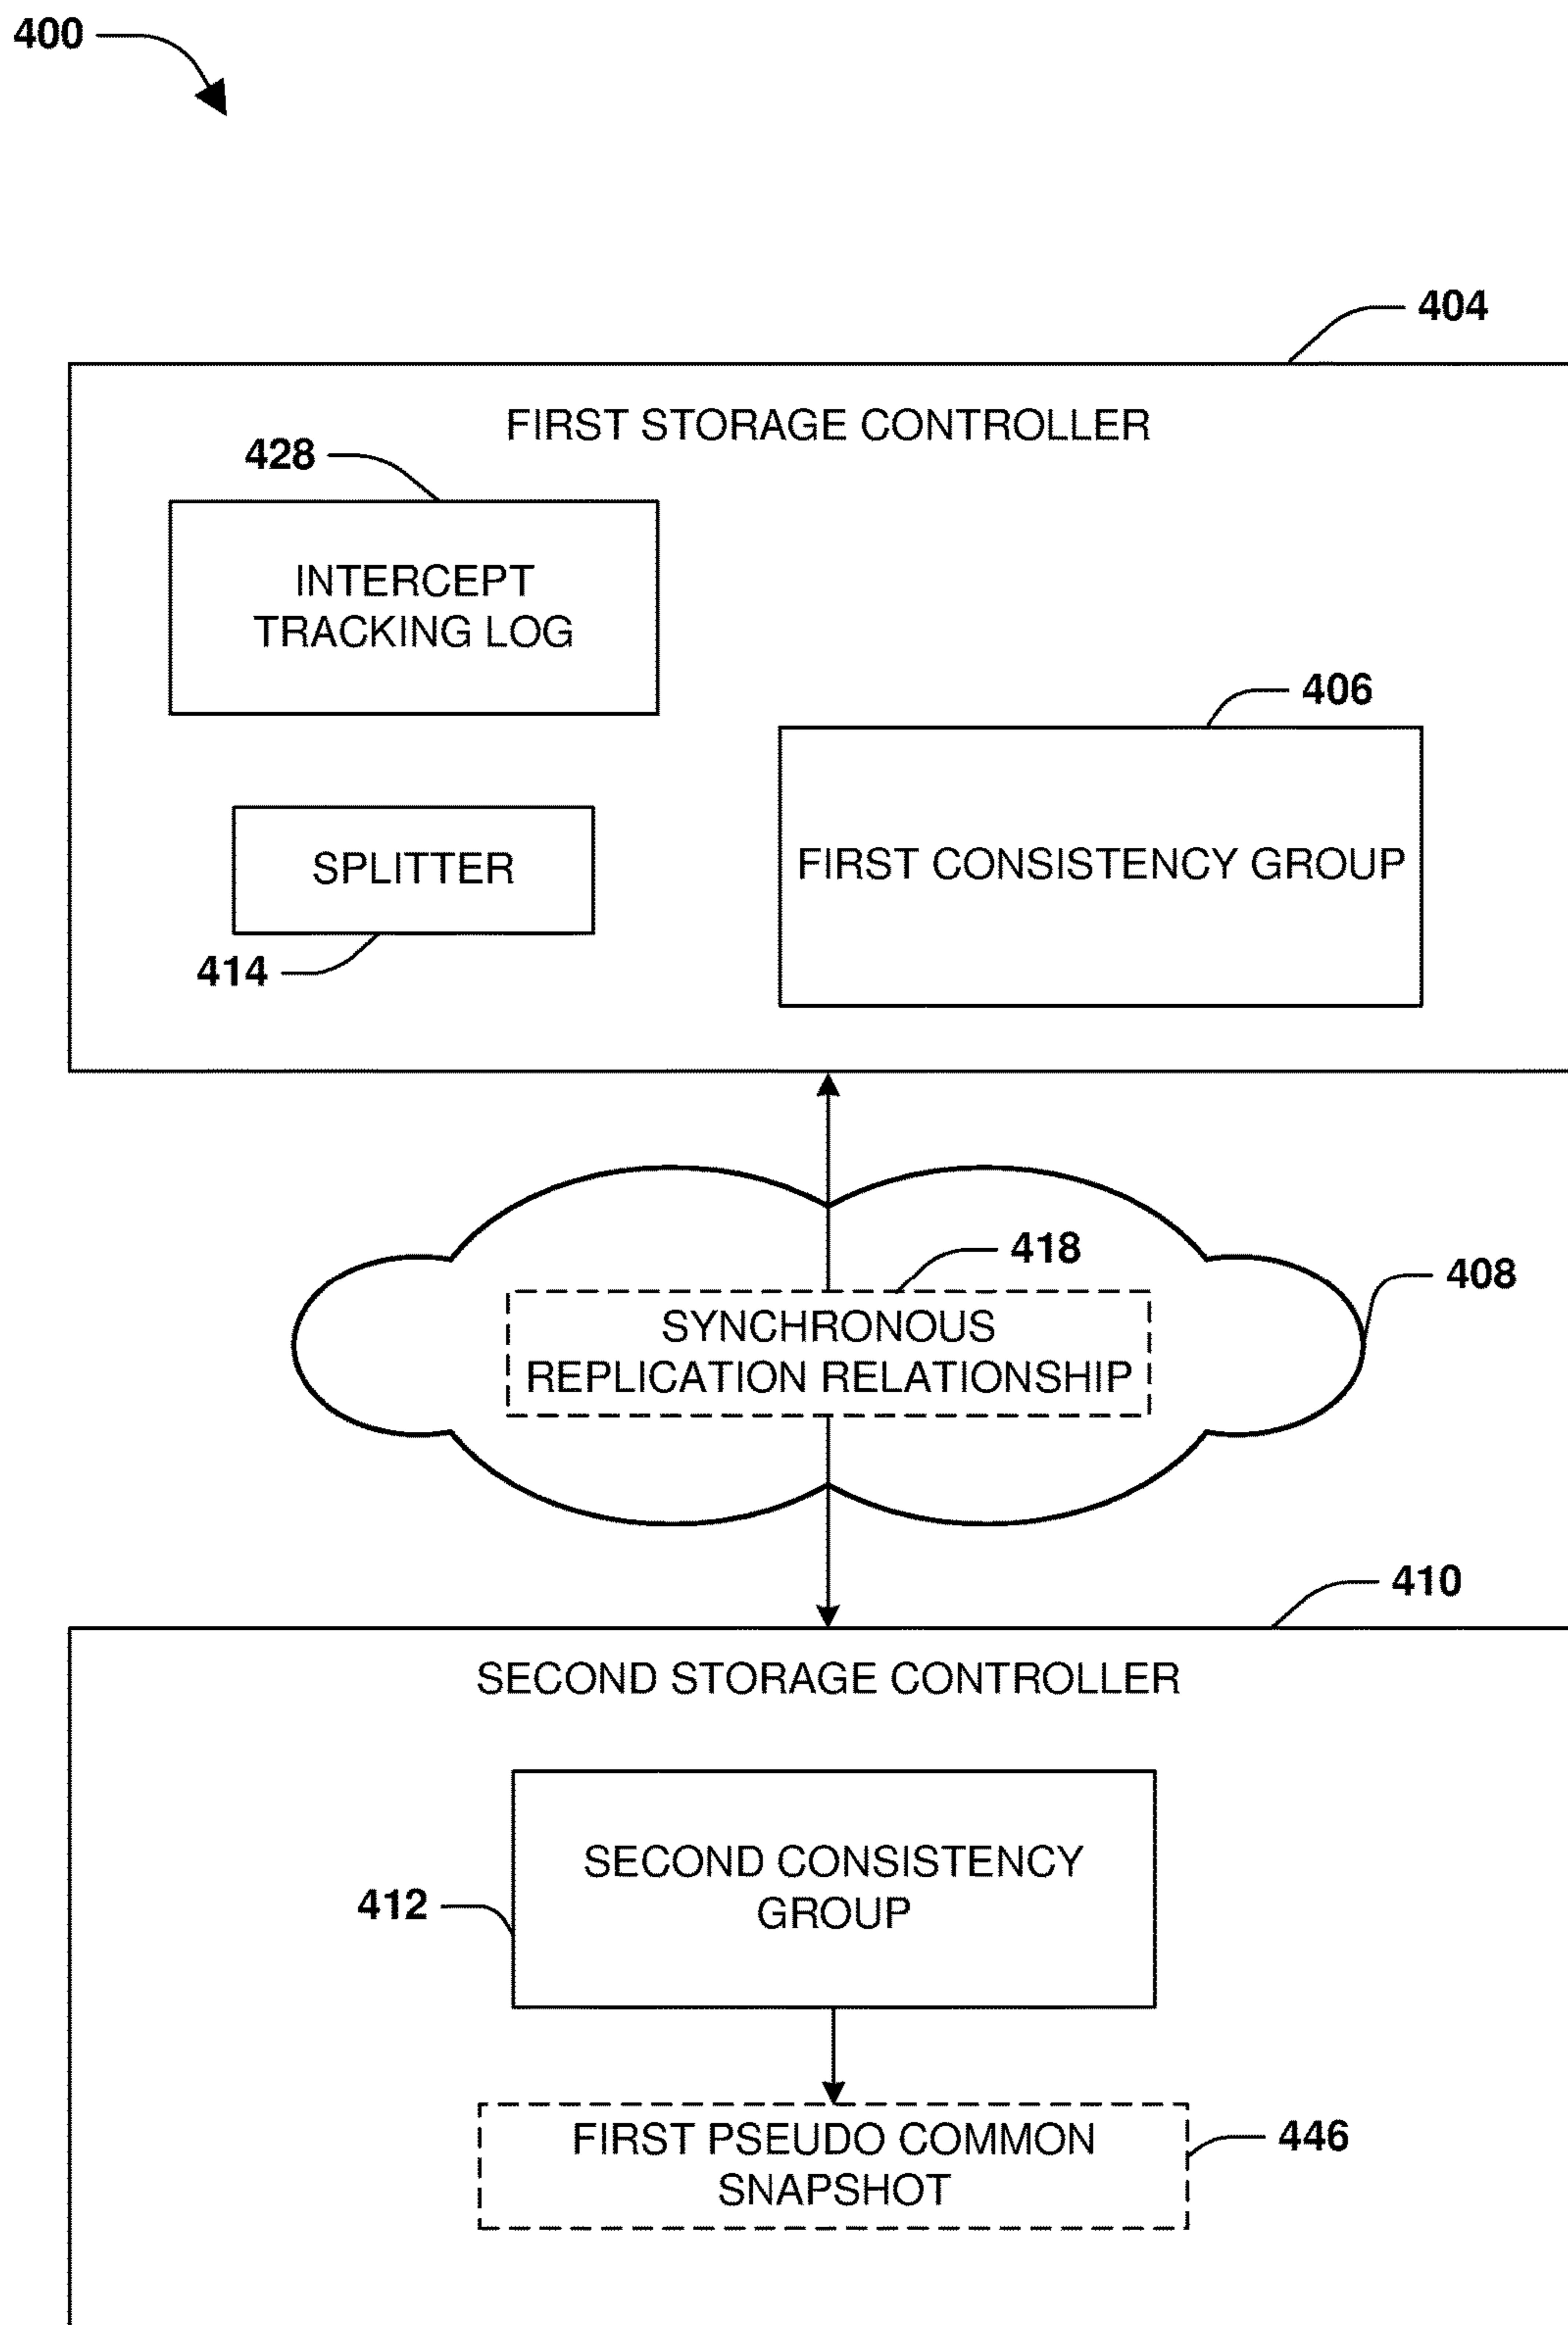 400
404
FIRST STORAGE CONTROLLER
428
INTERCEPT
TRACKING LOG
406
FIRST CONSISTENCY GROUP
SPLITTER
414
418
408
SYNCHRONOUS
REPLICATION RELATIONSHIP
410
SECOND STORAGE CONTROLLER
SECOND CONSISTENCY
GROUP
412
FIRST PSEUDO COMMON
SNAPSHOT
446